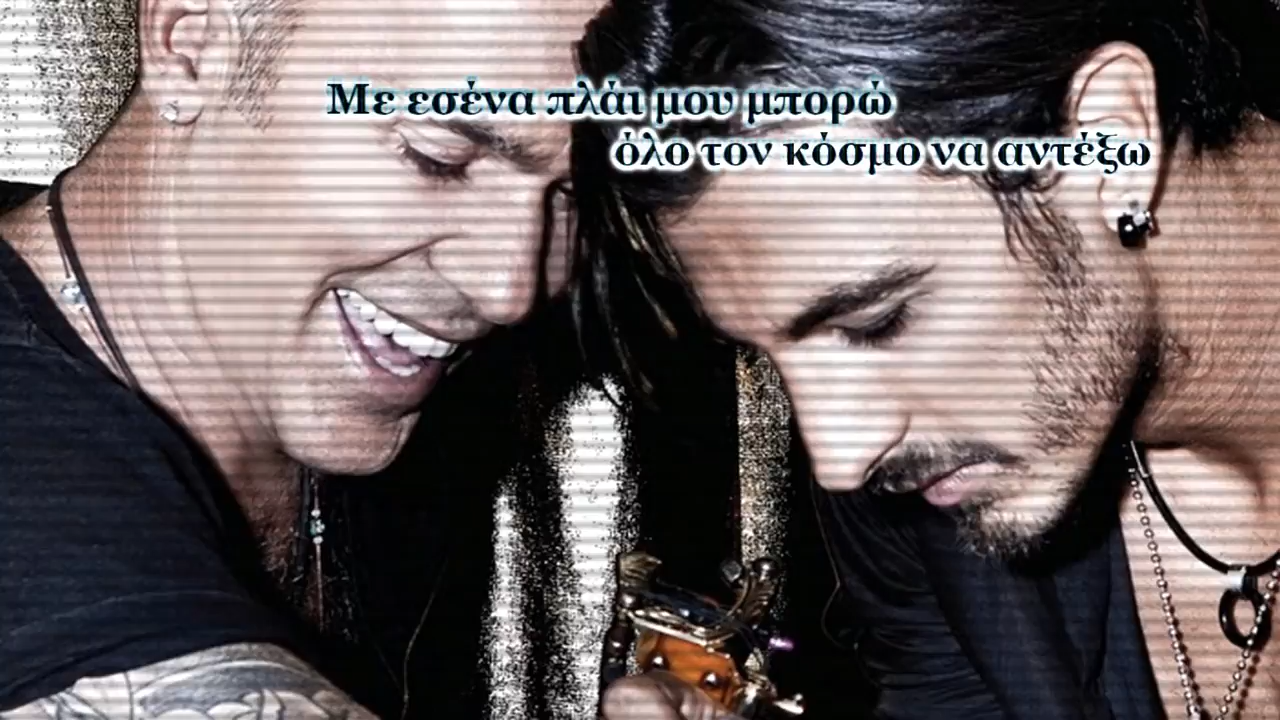 Με εσένα πλάι μου μπορώ
όλο τον κόσμο να αντέξω